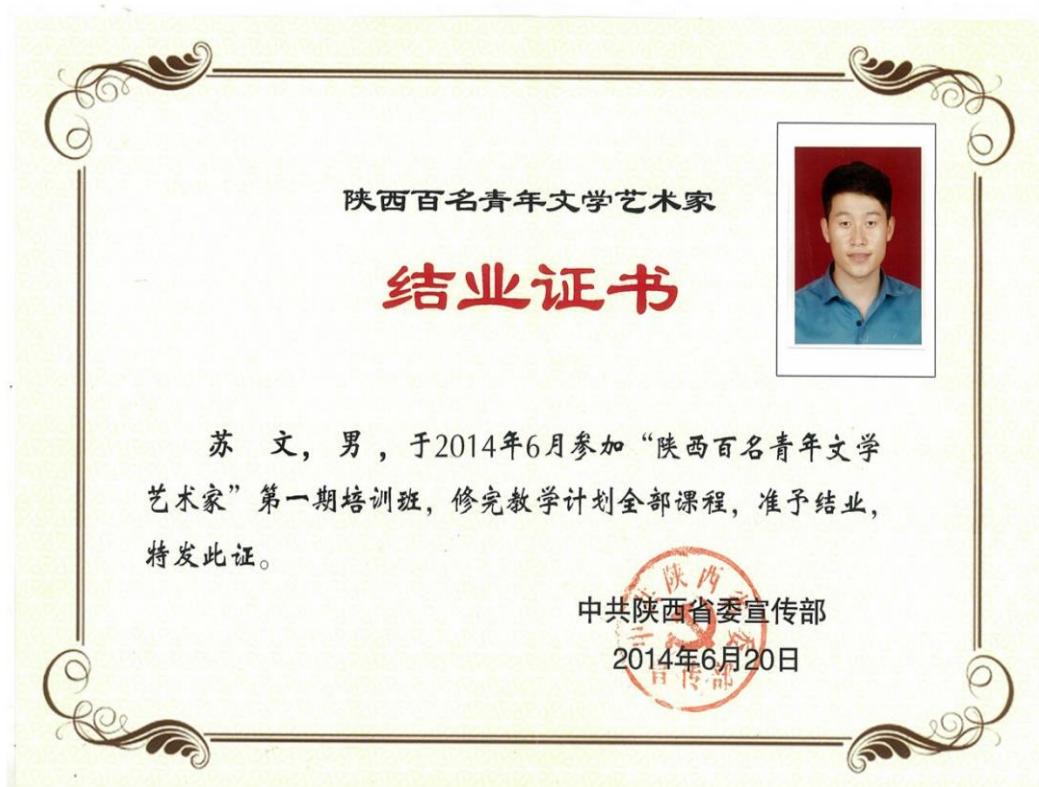 陕西百名青年文学艺术家
结业证书
苏 文，男，于2014年6月参加“陕西百名青年文学
艺术家”第一期培训班，修完教学计划全部课程，准予结业，
特发此证。
中共陕西省委宣传部
2014年6月20日